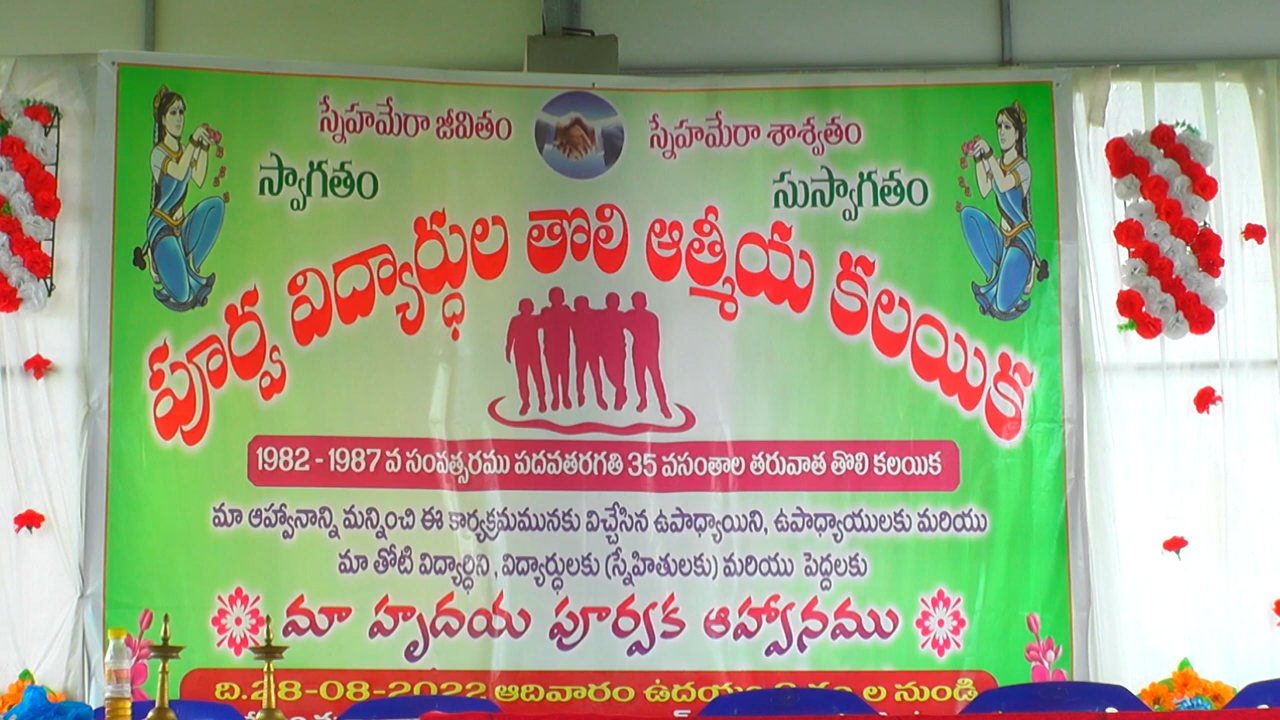 స్నేహమేరా జీవితం స్నేహమేరా శాశ్వతం
స్వాగతం సుస్వాగతం
పూర్వ విద్యార్థుల తొలి ఆత్మీయ కలయిక
1982 - 1987 వ సంవత్సరము పదవతరగతి 35 వసంతాల తరువాత తొలి కలయిక
మా ఆహ్వానాన్ని మన్నించి ఈ కార్యక్రమమునకు విచ్చేసిన ఉపాధ్యాయిని, ఉపాధ్యాయులకు మరియు
మా తోటి విద్యార్థిని, విద్యార్థులకు (స్నేహితులకు) మరియు పెద్దలకు
మా హృదయ పూర్వక ఆహ్వానము
ది.28-08-2022 ఆదివారం ఉదయం ల నుండి